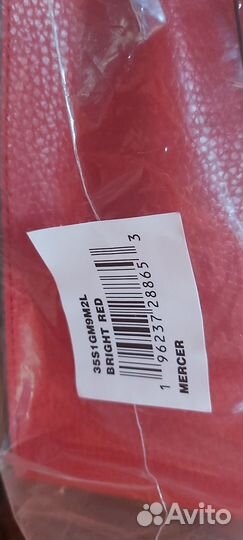 35S1GM9M2L
BRIGHT RED
1 96237 28865 3
MERCER
Avito